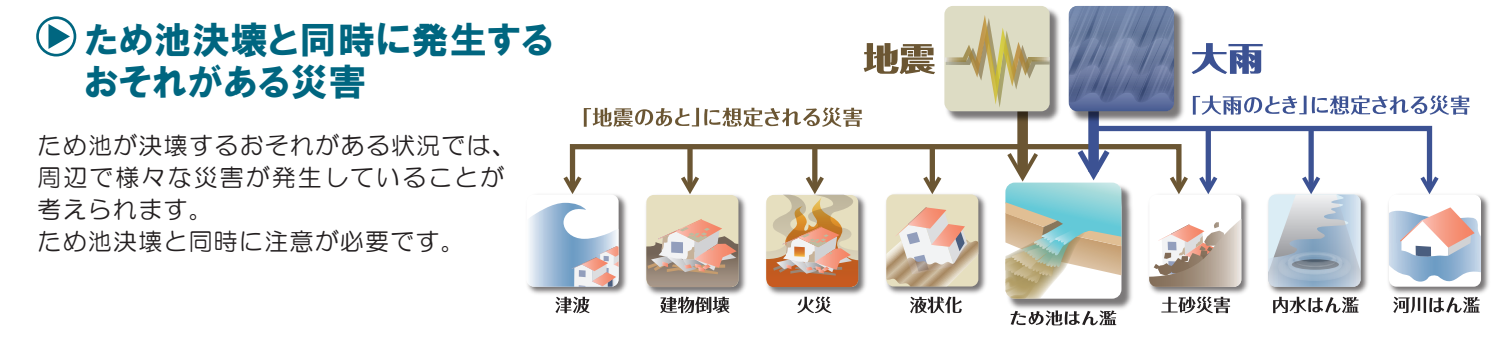 ため池決壊と同時に発生する
おそれがある災害
ため池が決壊するおそれがある状況では、
周辺で様々な災害が発生していることが
考えられます。
ため池決壊と同時に注意が必要です。
地震
大雨
「地震のあと」に想定される災害
「大雨のとき」に想定される災害
津波
建物倒壊
火災
液状化
ため池はん濫
土砂災害
内水はん濫
河川はん濫